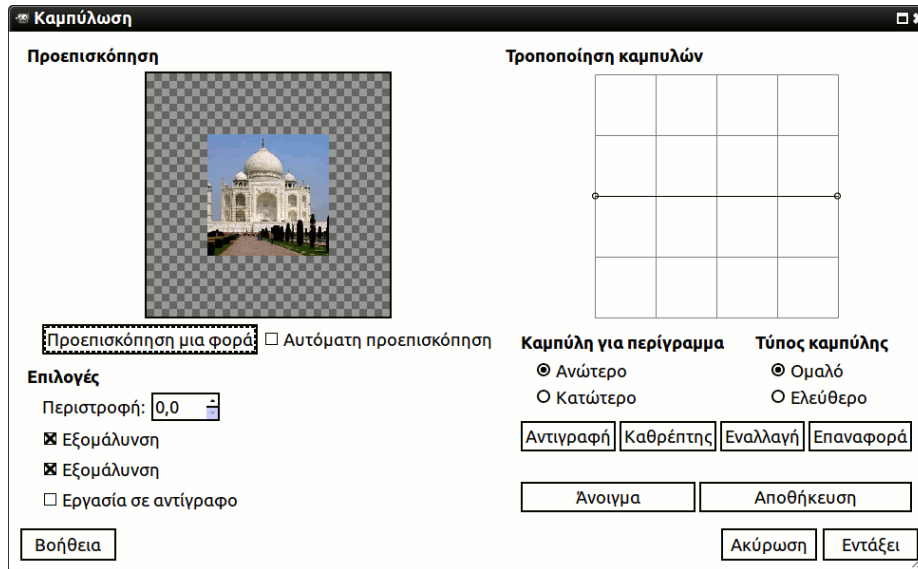 Καμπύλωση
Προεπισκόπηση
Τροποποίηση καμπυλών
Προεπισκόπηση μια φορά
Αυτόματη προεπισκόπηση
Καμπύλη για περίγραμμα
Τύπος καμπύλης
Ανώτερο
Ομαλό
Κατώτερο
Ελεύθερο
Επιλογές
Περιστροφή: 0,0
Εξομάλυνση
Εξομάλυνση
Εργασία σε αντίγραφο
Αντιγραφή Καθρέπτης Εναλλαγή Επαναφορά
Άνοιγμα Αποθήκευση
Βοήθεια
Ακύρωση Εντάξει